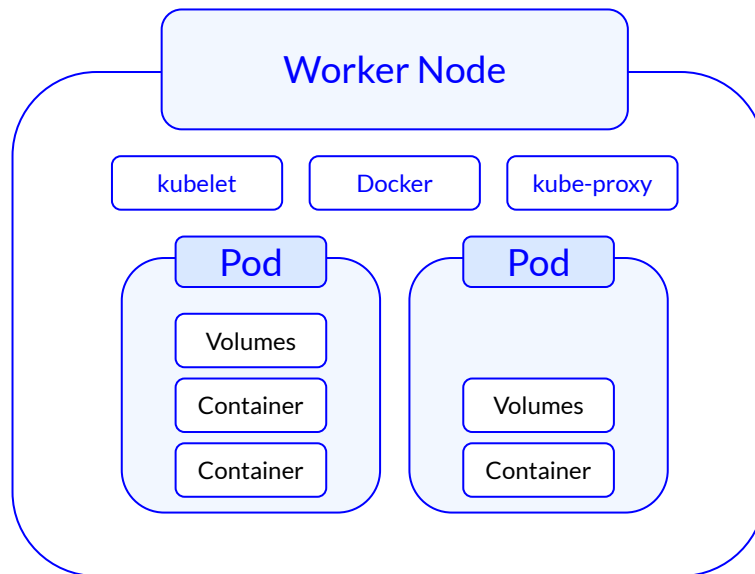 Worker Node
kubelet
Docker
kube-proxy
Pod
Volumes
Container
Container
Pod
Volumes
Container